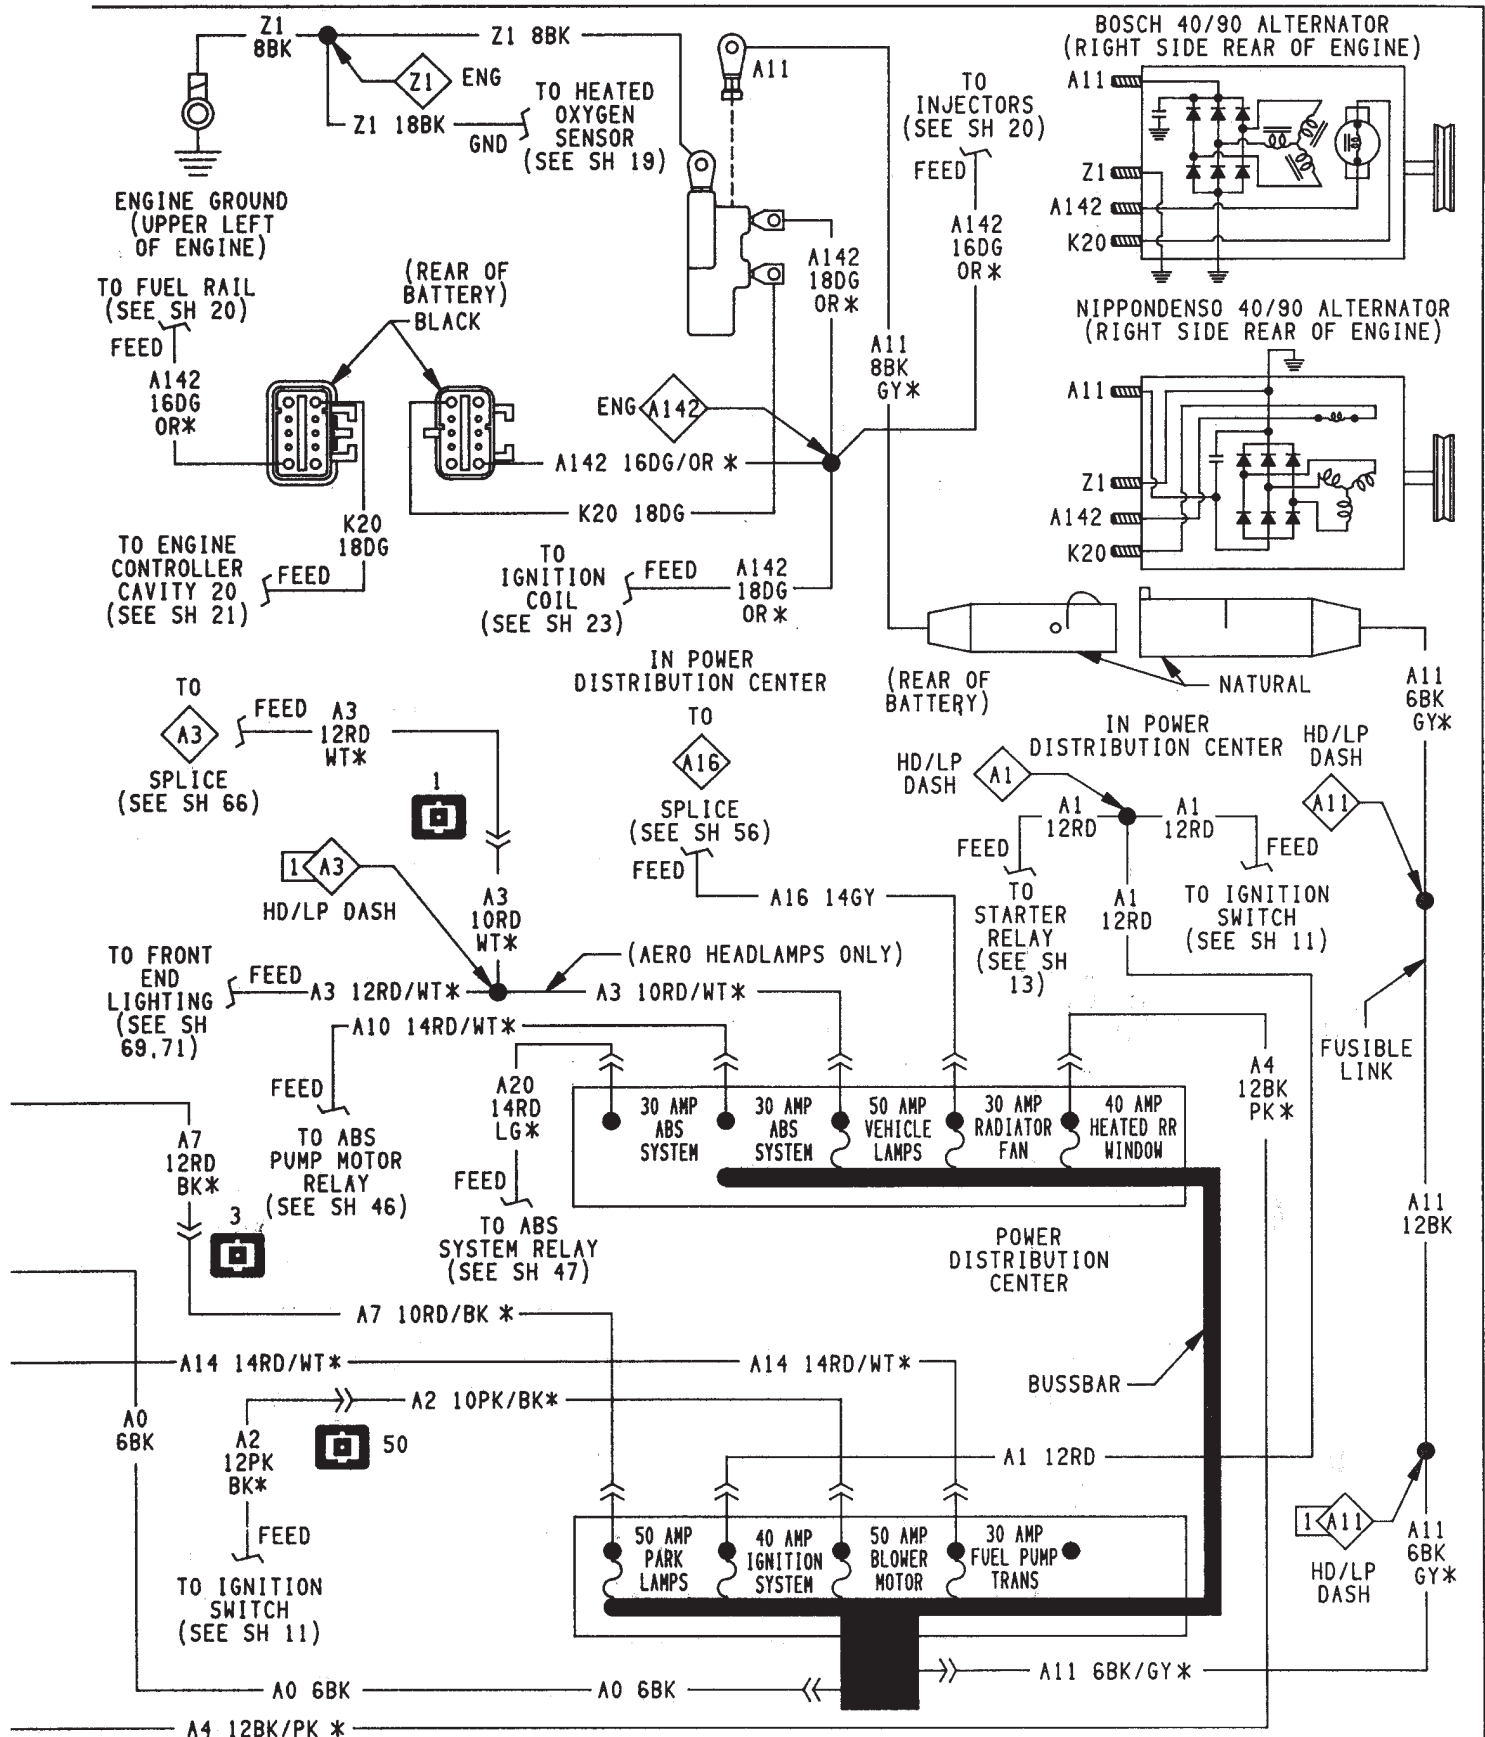 Z1
8BK
Z1 8BK
Z1
ENG
Z1 18BK
GND
TO HEATED
OXYGEN
SENSOR
(SEE SH 19)
ENGINE GROUND
(UPPER LEFT
OF ENGINE)
A11
TO
INJECTORS
(SEE SH 20)
FEED
A142
16DG
OR*
BOSCH 40/90 ALTERNATOR
(RIGHT SIDE REAR OF ENGINE)
A11
Z1
A142
K20
NIPPONDENSO 40/90 ALTERNATOR
(RIGHT SIDE REAR OF ENGINE)
A11
Z1
A142
K20
TO FUEL RAIL
(SEE SH 20)
FEED
A142
16DG
OR*
(REAR OF
BATTERY)
BLACK
A142
18DG
OR*
A11
8BK
GY*
ENG
A142
A142 16DG/OR *
K20 18DG
K20
18DG
TO ENGINE
CONTROLLER
CAVITY 20
(SEE SH 21)
FEED
TO
IGNITION
COIL
(SEE SH 23)
FEED
A142
18DG
OR*
IN POWER
DISTRIBUTION CENTER
TO
A16
SPLICE
(SEE SH 56)
FEED
(REAR OF
BATTERY)
NATURAL
A11
6BK
GY*
TO
A3
SPLICE
(SEE SH 66)
FEED
A3
12RD
WT*
1
IN POWER
DISTRIBUTION CENTER
HD/LP
DASH
A1
HD/LP
DASH
A11
A1
12RD
A1
12RD
FEED
FEED
TO
STARTER
RELAY
(SEE SH
13)
A1
12RD
TO IGNITION
SWITCH
(SEE SH 11)
1
A3
HD/LP DASH
A3
10RD
WT*
A16 14GY
(AERO HEADLAMPS ONLY)
TO FRONT
END
LIGHTING
(SEE SH
69,71)
FEED
A3 12RD/WT*
A3 10RD/WT*
A10 14RD/WT*
FEED
TO ABS
PUMP MOTOR
RELAY
(SEE SH 46)
A20
14RD
LG*
FEED
TO ABS
SYSTEM RELAY
(SEE SH 47)
FUSIBLE
LINK
A4
12BK
PK*
30 AMP
ABS
SYSTEM
30 AMP
ABS
SYSTEM
50 AMP
VEHICLE
LAMPS
30 AMP
RADIATOR
FAN
40 AMP
HEATED RR
WINDOW
A7
12RD
BK*
3
POWER
DISTRIBUTION
CENTER
A11
12BK
A7 10RD/BK *
A14 14RD/WT*
A14 14RD/WT*
BUSSBAR
A0
6BK
A2 10PK/BK*
A2
12PK
BK*
50
A1 12RD
FEED
TO IGNITION
SWITCH
(SEE SH 11)
50 AMP
PARK
LAMPS
40 AMP
IGNITION
SYSTEM
50 AMP
BLOWER
MOTOR
30 AMP
FUEL PUMP
TRANS
1
A11
HD/LP
DASH
A11
6BK
GY*
A11 6BK/GY*
A0 6BK
A0 6BK
A4 12BK/PK *